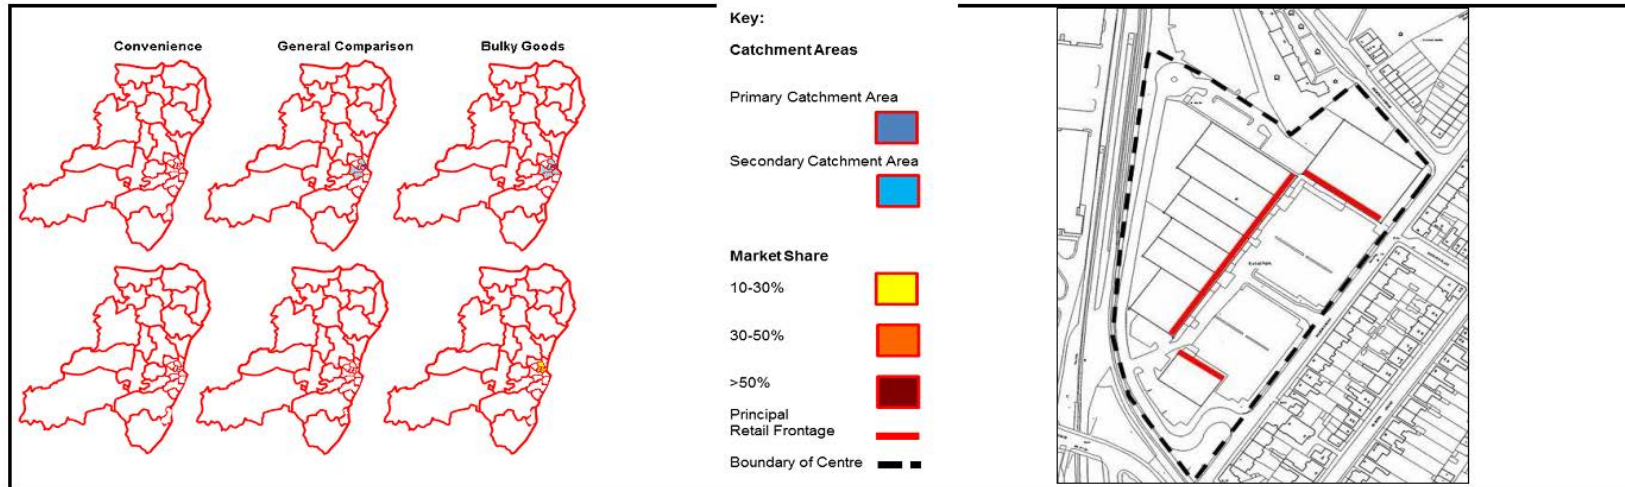 Convenience
General Comparison
Bulky Goods
Key:
Catchment Areas
Primary Catchment Area
Secondary Catchment Area
Market Share
10-30%
30-50%
>50%
Principal
Retail Frontage
Boundary of Centre